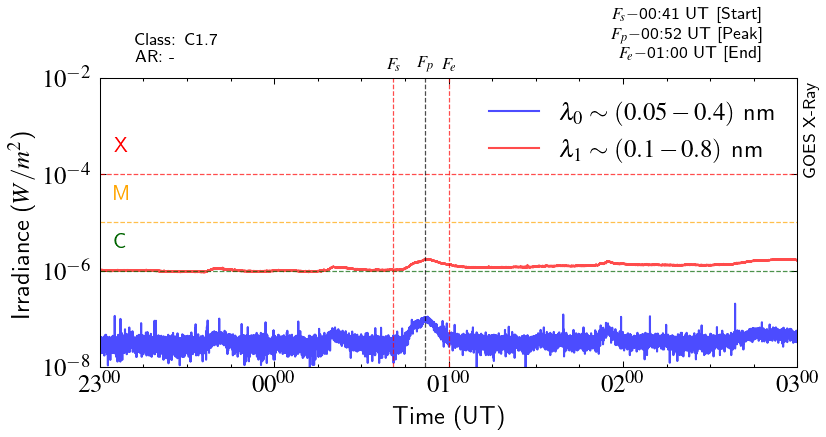 Fₛ−00:41 UT [Start]
Class: C1.7
Fₚ−00:52 UT [Peak]
AR: -
Fₑ−01:00 UT [End]
Fₛ Fₚ Fₑ
10⁻²
λ₀ ∼ (0.05 − 0.4) nm
λ₁ ∼ (0.1 − 0.8) nm
GOES X-Ray
X
10⁻⁴
M
C
10⁻⁶
10⁻⁸
Irradiance (W/m²)
23⁰⁰ 00⁰⁰ 01⁰⁰ 02⁰⁰ 03⁰⁰
Time (UT)